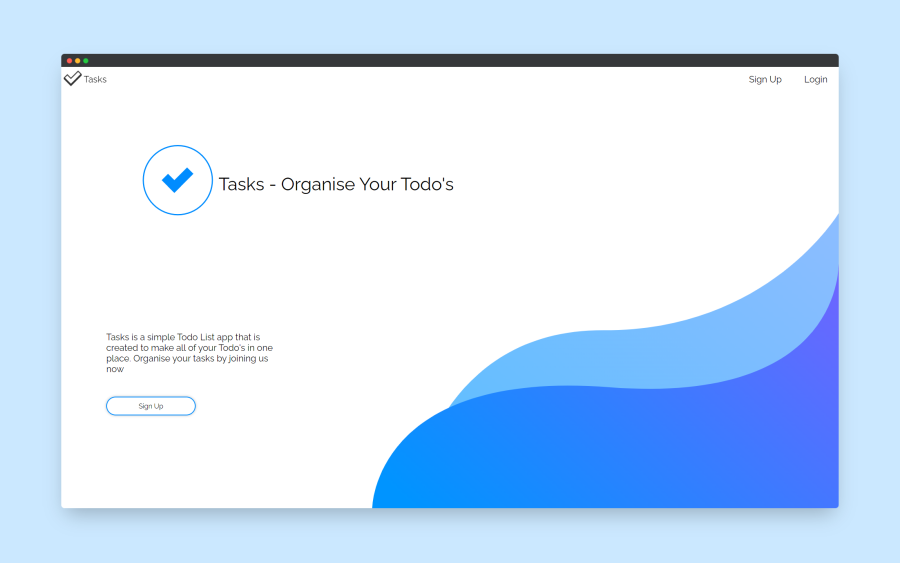 Tasks
Sign Up
Login
Tasks - Organise Your Todo's
Tasks is a simple Todo List app that is
created to make all of your Todo's in one
place. Organise your tasks by joining us
now
Sign Up